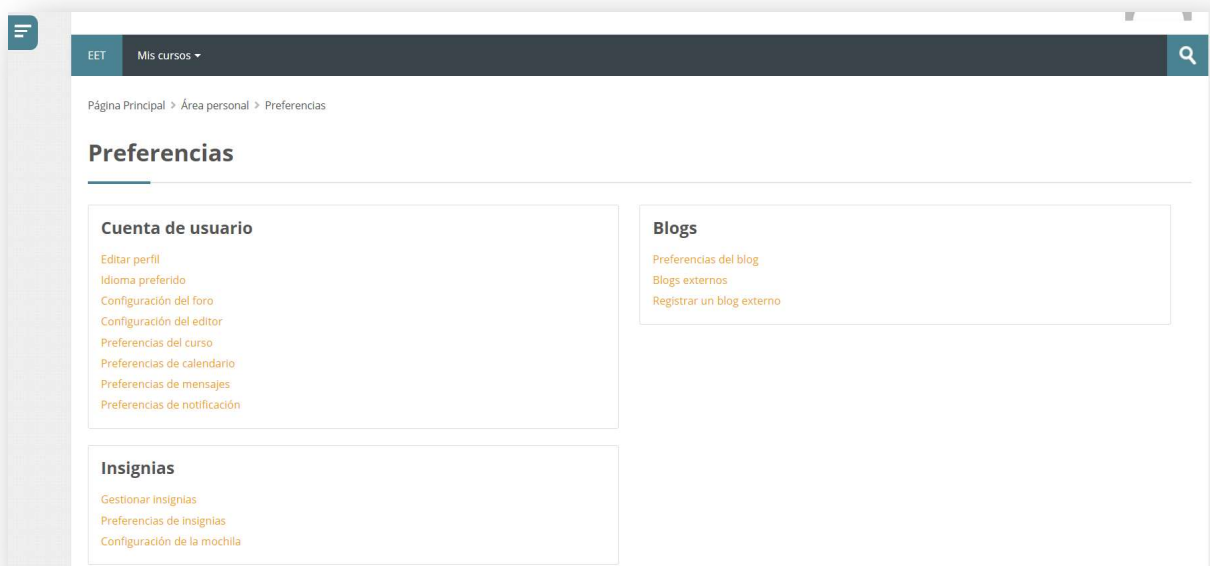 EET Mis cursos
Página Principal > Área personal > Preferencias
Preferencias
Cuenta de usuario
Editar perfil
Idioma preferido
Configuración del foro
Configuración del editor
Preferencias del curso
Preferencias de calendario
Preferencias de mensajes
Preferencias de notificación
Blogs
Preferencias del blog
Blogs externos
Registrar un blog externo
Insignias
Gestionar insignias
Preferencias de insignias
Configuración de la mochila